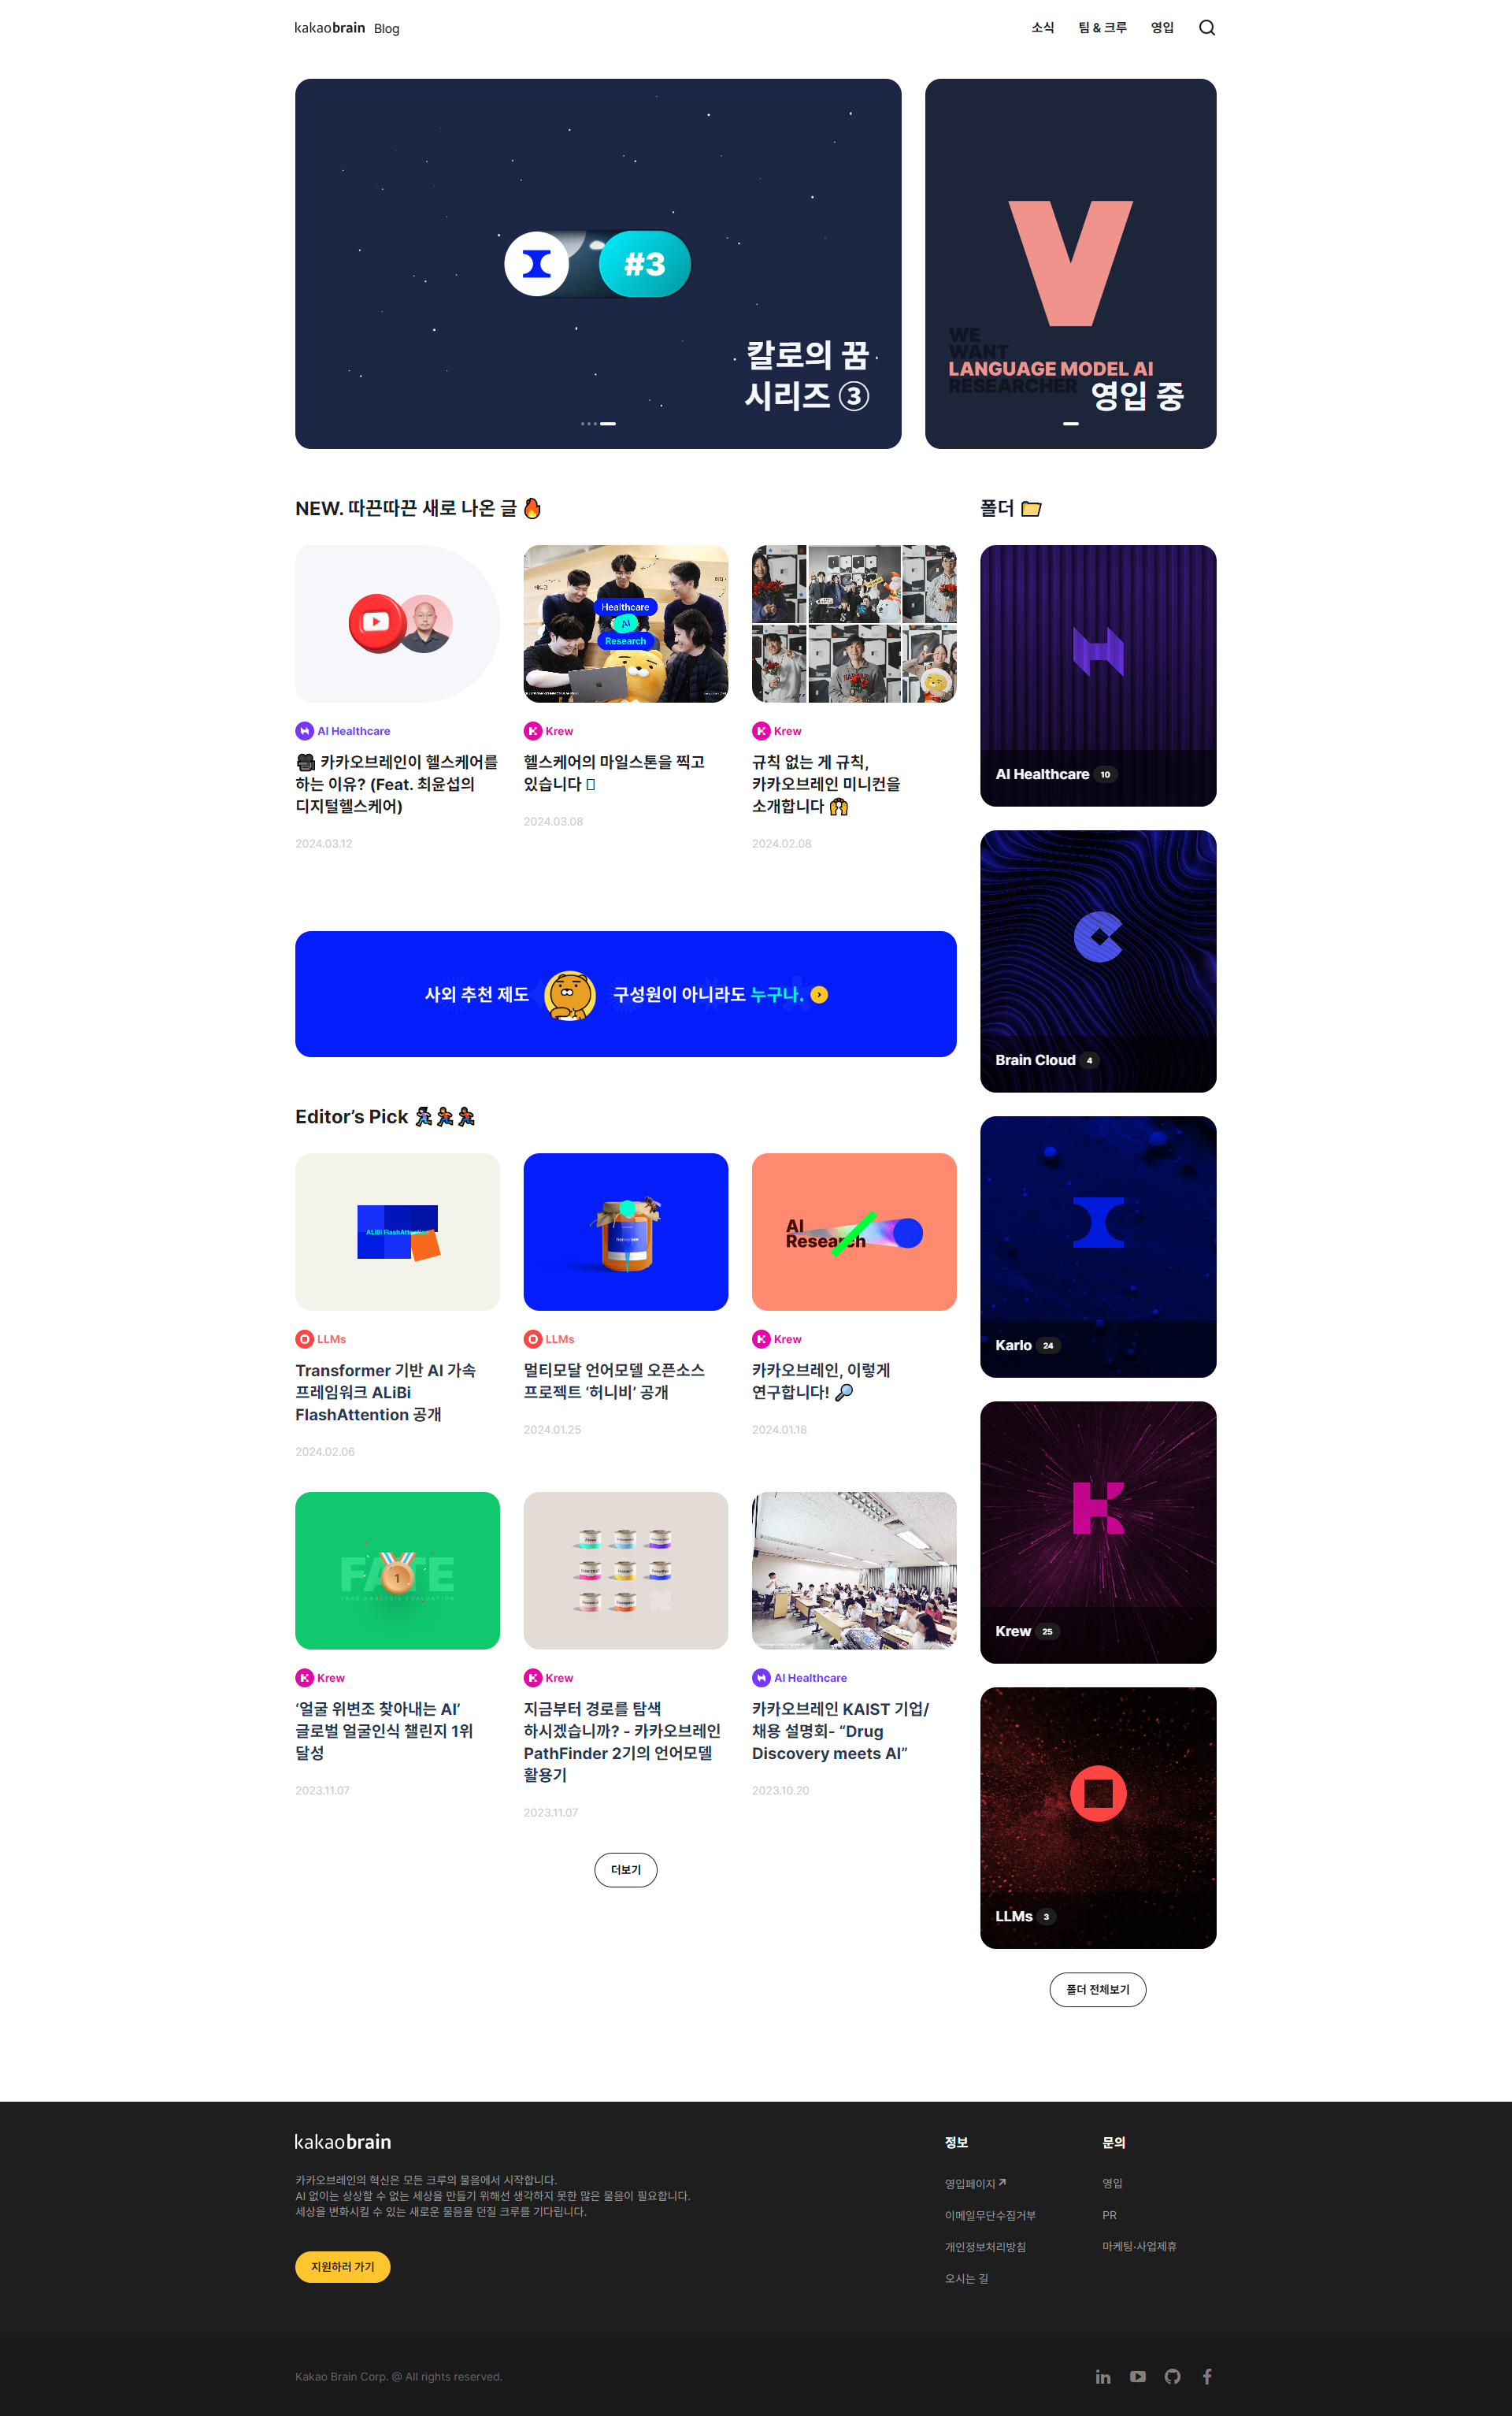 kakaobrain Blog
소식 팀 & 크루 영입
#3
칼로의 꿈
시리즈 ③
V
WE
WANT
LANGUAGE MODEL AI
RESEARCHER
영입 중
NEW. 따끈따끈 새로 나온 글
Healthcare
AI
Research
AI Healthcare
카카오브레인이 헬스케어를
하는 이유? (Feat. 최윤섭의
디지털헬스케어)
2024.03.12
Krew
헬스케어의 마일스톤을 찍고
있습니다
2024.03.08
Krew
규칙 없는 게 규칙,
카카오브레인 미니컨을
소개합니다
2024.02.08
사외 추천 제도 구성원이 아니라도 누구나.
Editor’s Pick
ALiBi FlashAttention
LLMs
Transformer 기반 AI 가속
프레임워크 ALiBi
FlashAttention 공개
2024.02.06
LLMs
멀티모달 언어모델 오픈소스
프로젝트 ‘허니비’ 공개
2024.01.25
AI
Research
Krew
카카오브레인, 이렇게
연구합니다!
2024.01.18
1
Krew
‘얼굴 위변조 찾아내는 AI’
글로벌 얼굴인식 챌린지 1위
달성
2023.11.07
Krew
지금부터 경로를 탐색
하시겠습니까? - 카카오브레인
PathFinder 2기의 언어모델
활용기
2023.11.07
AI Healthcare
카카오브레인 KAIST 기업/
채용 설명회- “Drug
Discovery meets AI”
2023.10.20
더보기
폴더
AI Healthcare 10
Brain Cloud 4
Karlo 24
Krew 25
LLMs 3
폴더 전체보기
kakaobrain
카카오브레인의 혁신은 모든 크루의 물음에서 시작합니다.
AI 없이는 상상할 수 없는 세상을 만들기 위해선 생각하지 못한 많은 물음이 필요합니다.
세상을 변화시킬 수 있는 새로운 물음을 던질 크루를 기다립니다.
지원하러 가기
정보
영입페이지
이메일무단수집거부
개인정보처리방침
오시는 길
문의
영입
PR
마케팅·사업제휴
Kakao Brain Corp. @ All rights reserved.